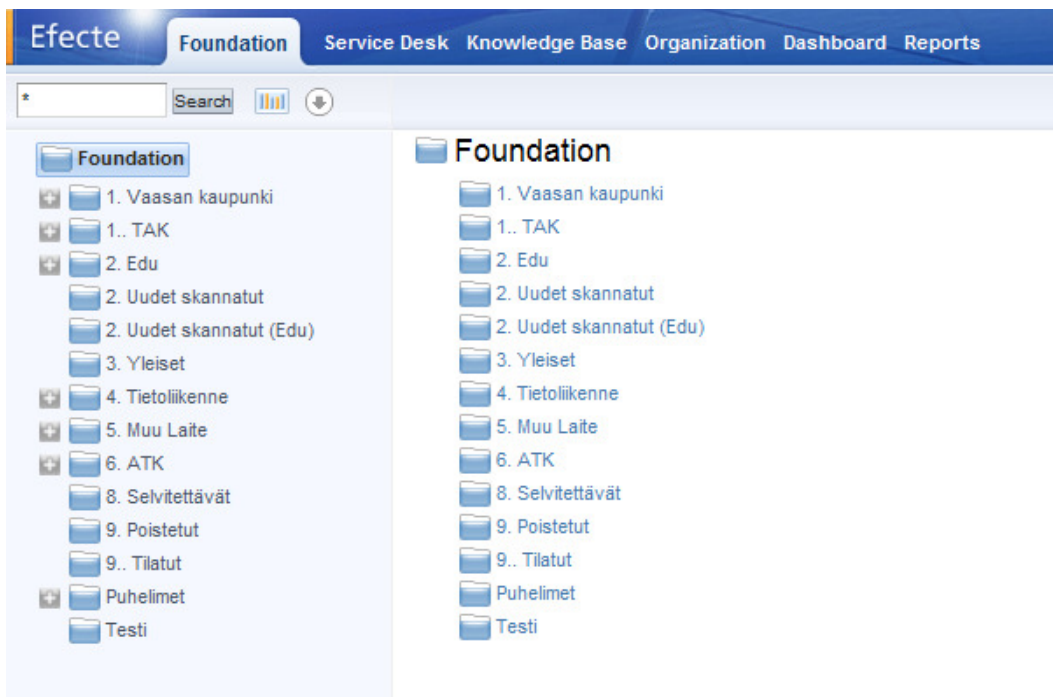 Efecte
Foundation Service Desk Knowledge Base Organization Dashboard Reports
* Search
Foundation
1. Vaasan kaupunki
1.. TAK
2. Edu
2. Uudet skannatut
2. Uudet skannatut (Edu)
3. Yleiset
4. Tietoliikenne
5. Muu Laite
6. ATK
8. Selvitettävät
9. Poistetut
9.. Tilatut
Puhelimet
Testi
Foundation
1. Vaasan kaupunki
1.. TAK
2. Edu
2. Uudet skannatut
2. Uudet skannatut (Edu)
3. Yleiset
4. Tietoliikenne
5. Muu Laite
6. ATK
8. Selvitettävät
9. Poistetut
9.. Tilatut
Puhelimet
Testi